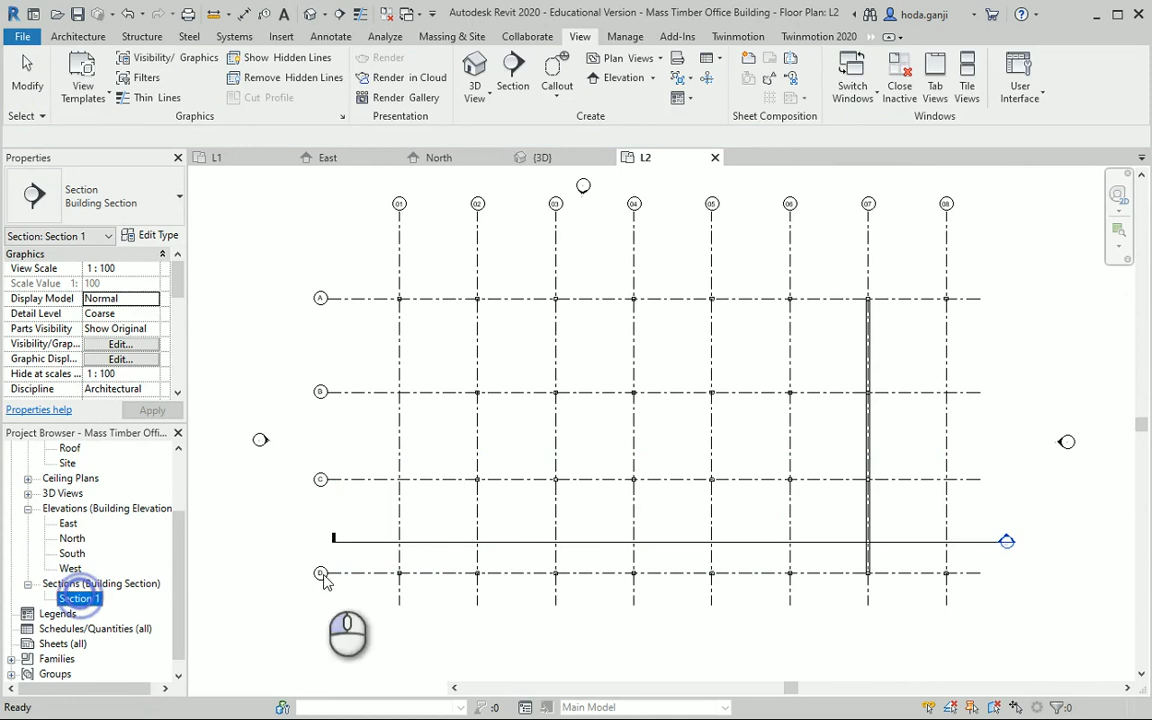 Autodesk Revit 2020 - Educational Version - Mass Timber Office Building - Floor Plan: L2
hoda.ganji
File Architecture Structure Steel Systems Insert Annotate Analyze Massing & Site Collaborate View Manage Add-Ins Twinmotion Twinmotion 2020
Modify
View
Templates
Visibility/ Graphics
Filters
Thin Lines
Show Hidden Lines
Remove Hidden Lines
Cut Profile
Render
Render in Cloud
Render Gallery
3D
View
Section
Callout
Plan Views
Elevation
Switch
Windows
Close
Inactive
Tab
Views
Tile
Views
User
Interface
Select
Graphics
Presentation
Create
Sheet Composition
Windows
Properties
L1
East
North
{3D}
L2
Section
Building Section
Section: Section 1
Edit Type
Graphics
View Scale 1 : 100
Scale Value 1: 100
Display Model Normal
Detail Level Coarse
Parts Visibility Show Original
Visibility/Grap... Edit...
Graphic Displ... Edit...
Hide at scales ... 1 : 100
Discipline Architectural
Properties help
Apply
Project Browser - Mass Timber Offi...
Roof
Site
Ceiling Plans
3D Views
Elevations (Building Elevation
East
North
South
West
Sections (Building Section)
Section 1
Legends
Schedules/Quantities (all)
Sheets (all)
Families
Groups
01 02 03 04 05 06 07 08
A
B
C
D
2D
Ready
:0
Main Model
:0